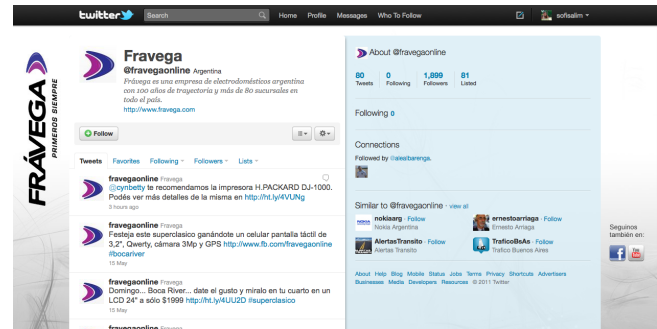 twitter
Search
Home Profile Messages Who To Follow
sofisalim
FRÁVEGA
PRIMEROS SIEMPRE
Fravega
@fravegaonline Argentina
Frávega es una empresa de electrodomésticos argentina
con 100 años de trayectoria y más de 80 sucursales en
todo el país.
http://www.fravega.com
Follow
Tweets Favorites Following Followers Lists
fravegaonline Fravega
@cynbetty te recomendamos la impresora H.PACKARD DJ-1000.
Podés ver más detalles de la misma en http://ht.ly/4VUNg
3 hours ago
fravegaonline Fravega
Festeja este superclasico ganándote un celular pantalla táctil de
3,2", Qwerty, cámara 3Mp y GPS http://www.fb.com/fravegaonline
#bocariver
15 May
fravegaonline Fravega
Domingo... Boca River... date el gusto y míralo en tu cuarto en un
LCD 24" a sólo $1999 http://ht.ly/4UU2D #superclasico
15 May
fravegaonline Fravega
About @fravegaonline
80 0 1,899 81
Tweets Following Followers Listed
Following 0
Connections
Followed by @alealbarenga.
Similar to @fravegaonline · view all
nokiaarg · Follow
Nokia Argentina
ernestoarriaga · Follow
Ernesto Arriaga
AlertasTransito · Follow
Alertas Transito
TraficoBsAs · Follow
Trafico Buenos Aires
About Help Blog Mobile Status Jobs Terms Privacy Shortcuts Advertisers
Businesses Media Developers Resources © 2011 Twitter
Seguinos
también en: